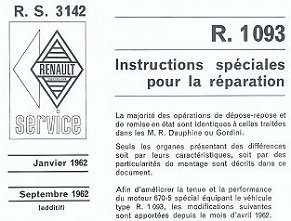 R. S. 3142
RENAULT
service
Janvier 1962
Septembre 1962
(additif)
R. 1093
Instructions spéciales
pour la réparation
La majorité des opérations de dépose-repose et
de remise en état sont identiques à celles traitées
dans les M. R. Dauphine ou Gordini.
Seuls les organes présentant des différences
soit par leurs caractéristiques, soit par des
particularités de montage sont décrits dans ce
document.
Afin d'améliorer la tenue et la performance
du moteur 670-5 spécial équipant le véhicule
type R. 1093, les modifications suivantes
sont apportées depuis le mois d'avril 1962.